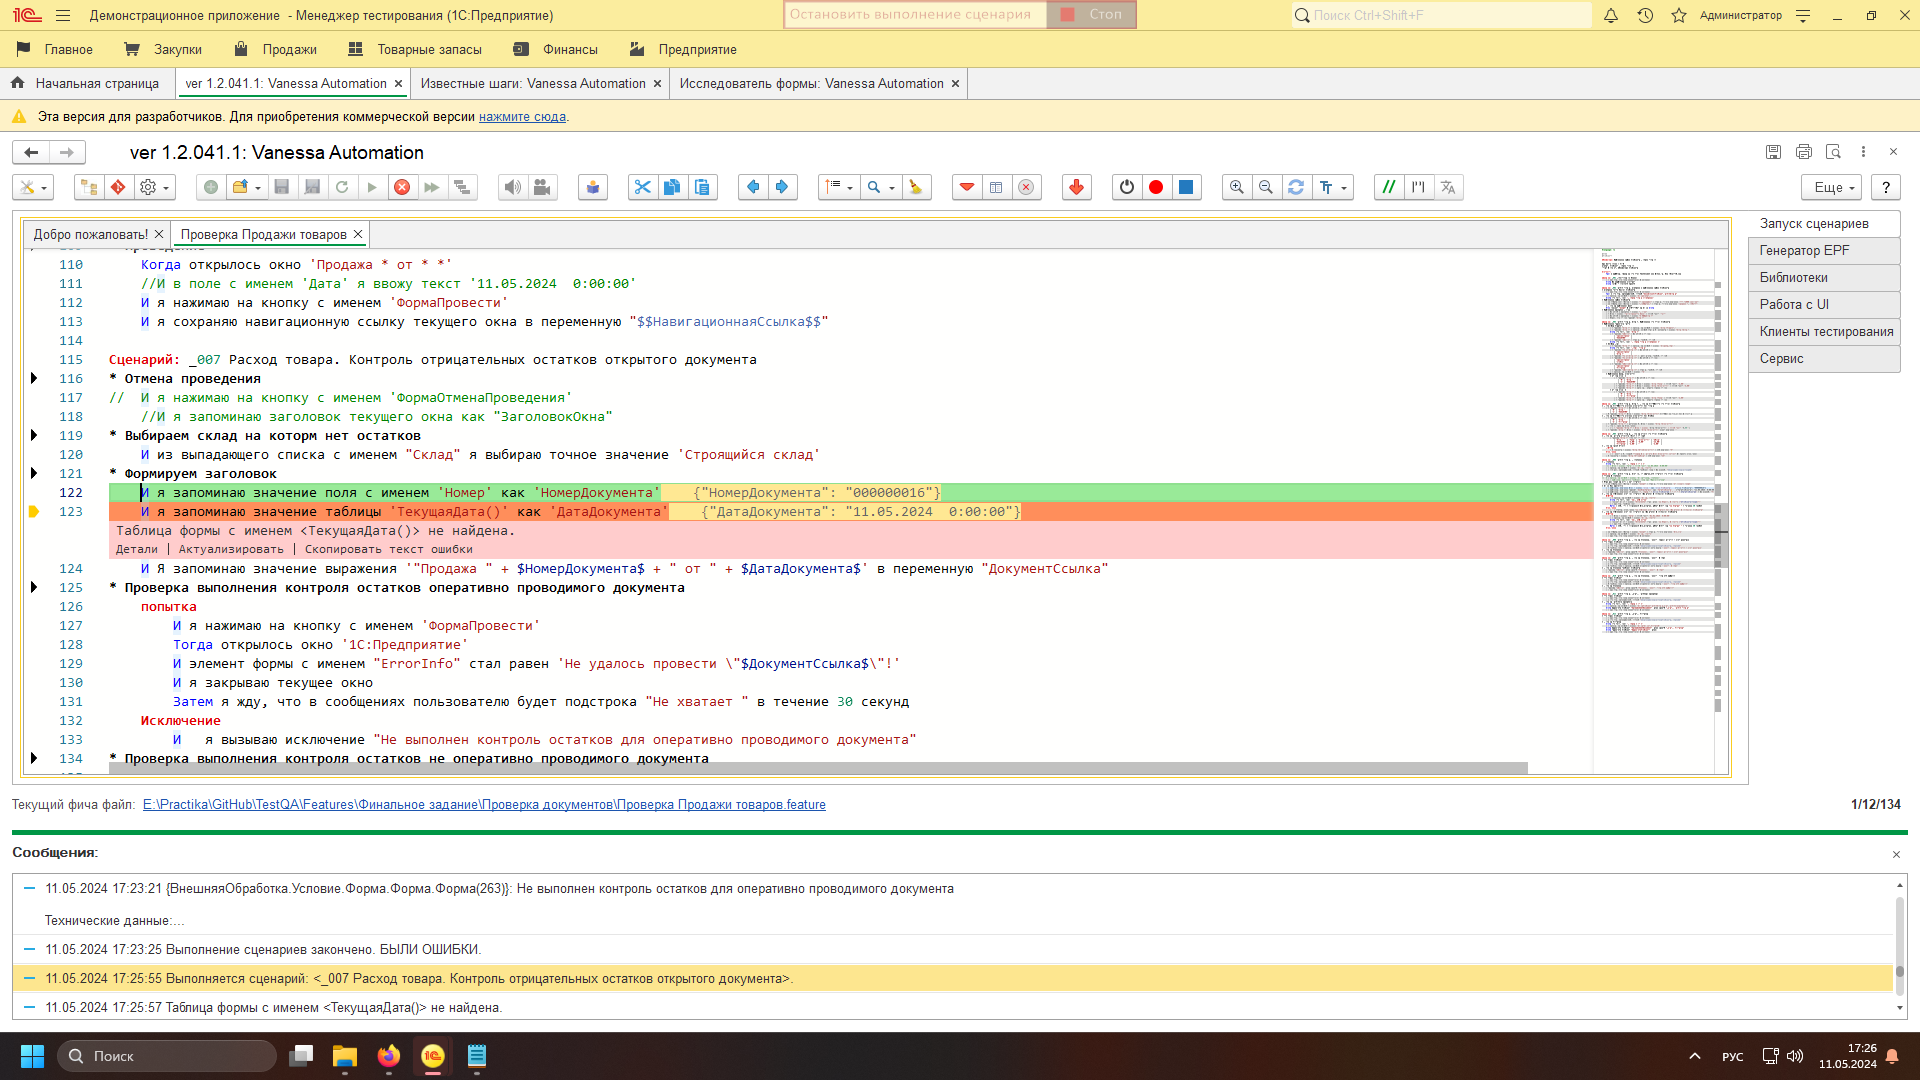 Демонстрационное приложение - Менеджер тестирования (1С:Предприятие)
Остановить выполнение сценария
Стоп
Поиск Ctrl+Shift+F
Администратор
Главное
Закупки
Продажи
Товарные запасы
Финансы
Предприятие
Начальная страница
ver 1.2.041.1: Vanessa Automation ×
Известные шаги: Vanessa Automation ×
Исследователь формы: Vanessa Automation ×
Эта версия для разработчиков. Для приобретения коммерческой версии нажмите сюда.
ver 1.2.041.1: Vanessa Automation
Еще
?
Запуск сценариев
Генератор EPF
Библиотеки
Работа с UI
Клиенты тестирования
Сервис
Добро пожаловать! ×
Проверка Продажи товаров ×
110 Когда открылось окно 'Продажа * от * *'
111 //И в поле с именем 'Дата' я ввожу текст '11.05.2024  0:00:00'
112 И я нажимаю на кнопку с именем 'ФормаПровести'
113 И я сохраняю навигационную ссылку текущего окна в переменную "$$НавигационнаяСсылка$$"
114
115 Сценарий: _007 Расход товара. Контроль отрицательных остатков открытого документа
116 * Отмена проведения
117 //  И я нажимаю на кнопку с именем 'ФормаОтменаПроведения'
118 //И я запоминаю заголовок текущего окна как "ЗаголовокОкна"
119 * Выбираем склад на котором нет остатков
120 И из выпадающего списка с именем "Склад" я выбираю точное значение 'Строящийся склад'
121 * Формируем заголовок
122 И я запоминаю значение поля с именем 'Номер' как 'НомерДокумента' {"НомерДокумента": "000000016"}
123 И я запоминаю значение таблицы 'ТекущаяДата()' как 'ДатаДокумента' {"ДатаДокумента": "11.05.2024  0:00:00"}
Таблица формы с именем <ТекущаяДата()> не найдена.
Детали | Актуализировать | Скопировать текст ошибки
124 И Я запоминаю значение выражения '"Продажа " + $НомерДокумента$ + " от " + $ДатаДокумента$' в переменную "ДокументСсылка"
125 * Проверка выполнения контроля остатков оперативно проводимого документа
126 попытка
127 И я нажимаю на кнопку с именем 'ФормаПровести'
128 Тогда открылось окно '1С:Предприятие'
129 И элемент формы с именем "ErrorInfo" стал равен 'Не удалось провести \"$ДокументСсылка$\"!'
130 И я закрываю текущее окно
131 Затем я жду, что в сообщениях пользователю будет подстрока "Не хватает " в течение 30 секунд
132 Исключение
133 И   я вызываю исключение "Не выполнен контроль остатков для оперативно проводимого документа"
134 * Проверка выполнения контроля остатков не оперативно проводимого документа
Текущий фича файл: E:\Practika\GitHub\TestQA\Features\Финальное задание\Проверка документов\Проверка Продажи товаров.feature
1/12/134
Сообщения:
11.05.2024 17:23:21 {ВнешняяОбработка.Условие.Форма.Форма.Форма(263)}: Не выполнен контроль остатков для оперативно проводимого документа
Технические данные:...
11.05.2024 17:23:25 Выполнение сценариев закончено. БЫЛИ ОШИБКИ.
11.05.2024 17:25:55 Выполняется сценарий: <_007 Расход товара. Контроль отрицательных остатков открытого документа>.
11.05.2024 17:25:57 Таблица формы с именем <ТекущаяДата()> не найдена.
Поиск
РУС
17:26
11.05.2024